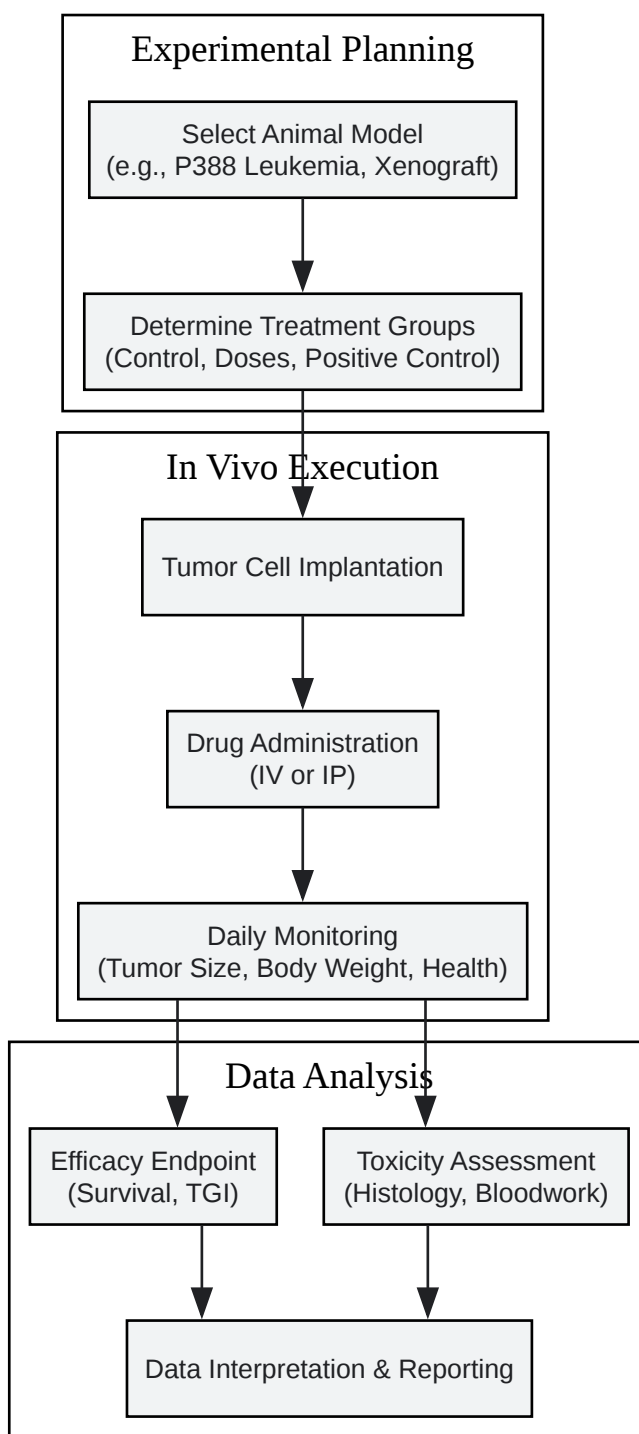 Experimental Planning
Select Animal Model
(e.g., P388 Leukemia, Xenograft)
Determine Treatment Groups
(Control, Doses, Positive Control)
In Vivo Execution
Tumor Cell Implantation
Drug Administration
(IV or IP)
Daily Monitoring
(Tumor Size, Body Weight, Health)
Data Analysis
Efficacy Endpoint
(Survival, TGI)
Toxicity Assessment
(Histology, Bloodwork)
Data Interpretation & Reporting